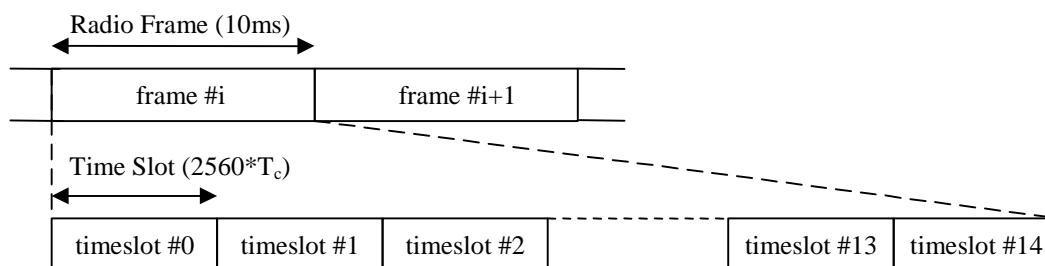 Radio Frame (10ms)
frame #i frame #i+1
Time Slot (2560*Tc)
timeslot #0 timeslot #1 timeslot #2 timeslot #13 timeslot #14